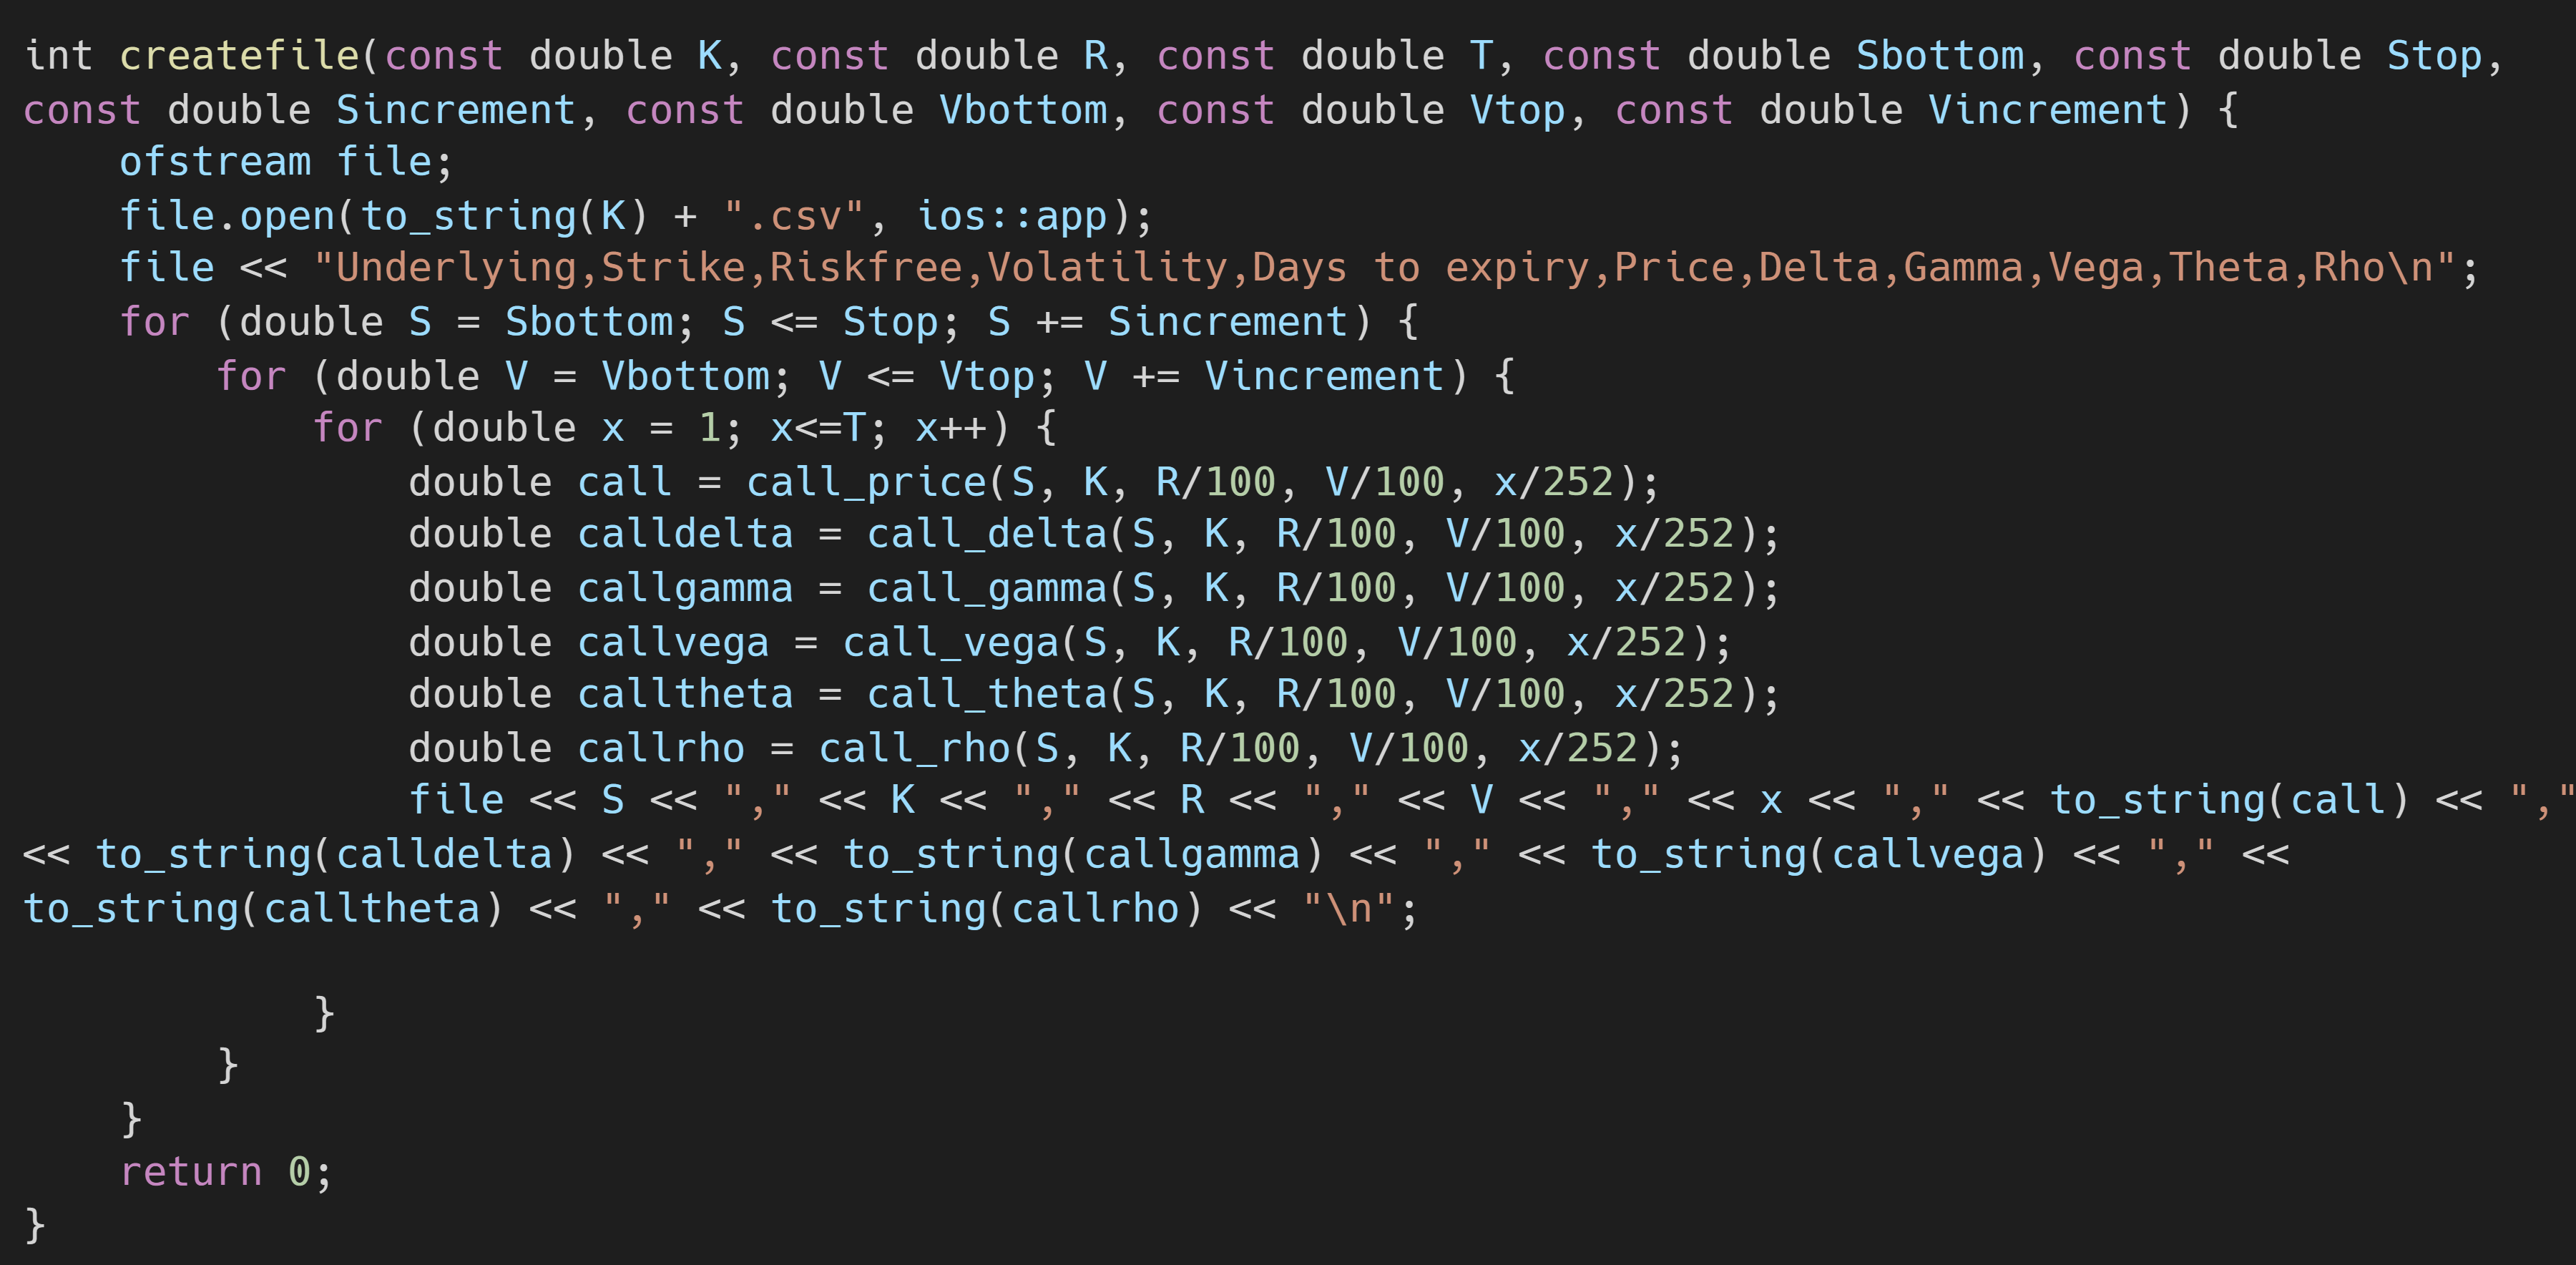 int createfile(const double K, const double R, const double T, const double Sbottom, const double Stop,
const double Sincrement, const double Vbottom, const double Vtop, const double Vincrement) {
    ofstream file;
    file.open(to_string(K) + ".csv", ios::app);
    file << "Underlying,Strike,Riskfree,Volatility,Days to expiry,Price,Delta,Gamma,Vega,Theta,Rho\n";
    for (double S = Sbottom; S <= Stop; S += Sincrement) {
        for (double V = Vbottom; V <= Vtop; V += Vincrement) {
            for (double x = 1; x<=T; x++) {
                double call = call_price(S, K, R/100, V/100, x/252);
                double calldelta = call_delta(S, K, R/100, V/100, x/252);
                double callgamma = call_gamma(S, K, R/100, V/100, x/252);
                double callvega = call_vega(S, K, R/100, V/100, x/252);
                double calltheta = call_theta(S, K, R/100, V/100, x/252);
                double callrho = call_rho(S, K, R/100, V/100, x/252);
                file << S << "," << K << "," << R << "," << V << "," << x << "," << to_string(call) << ","
<< to_string(calldelta) << "," << to_string(callgamma) << "," << to_string(callvega) << "," <<
to_string(calltheta) << "," << to_string(callrho) << "\n";

            }
        }
    }
    return 0;
}